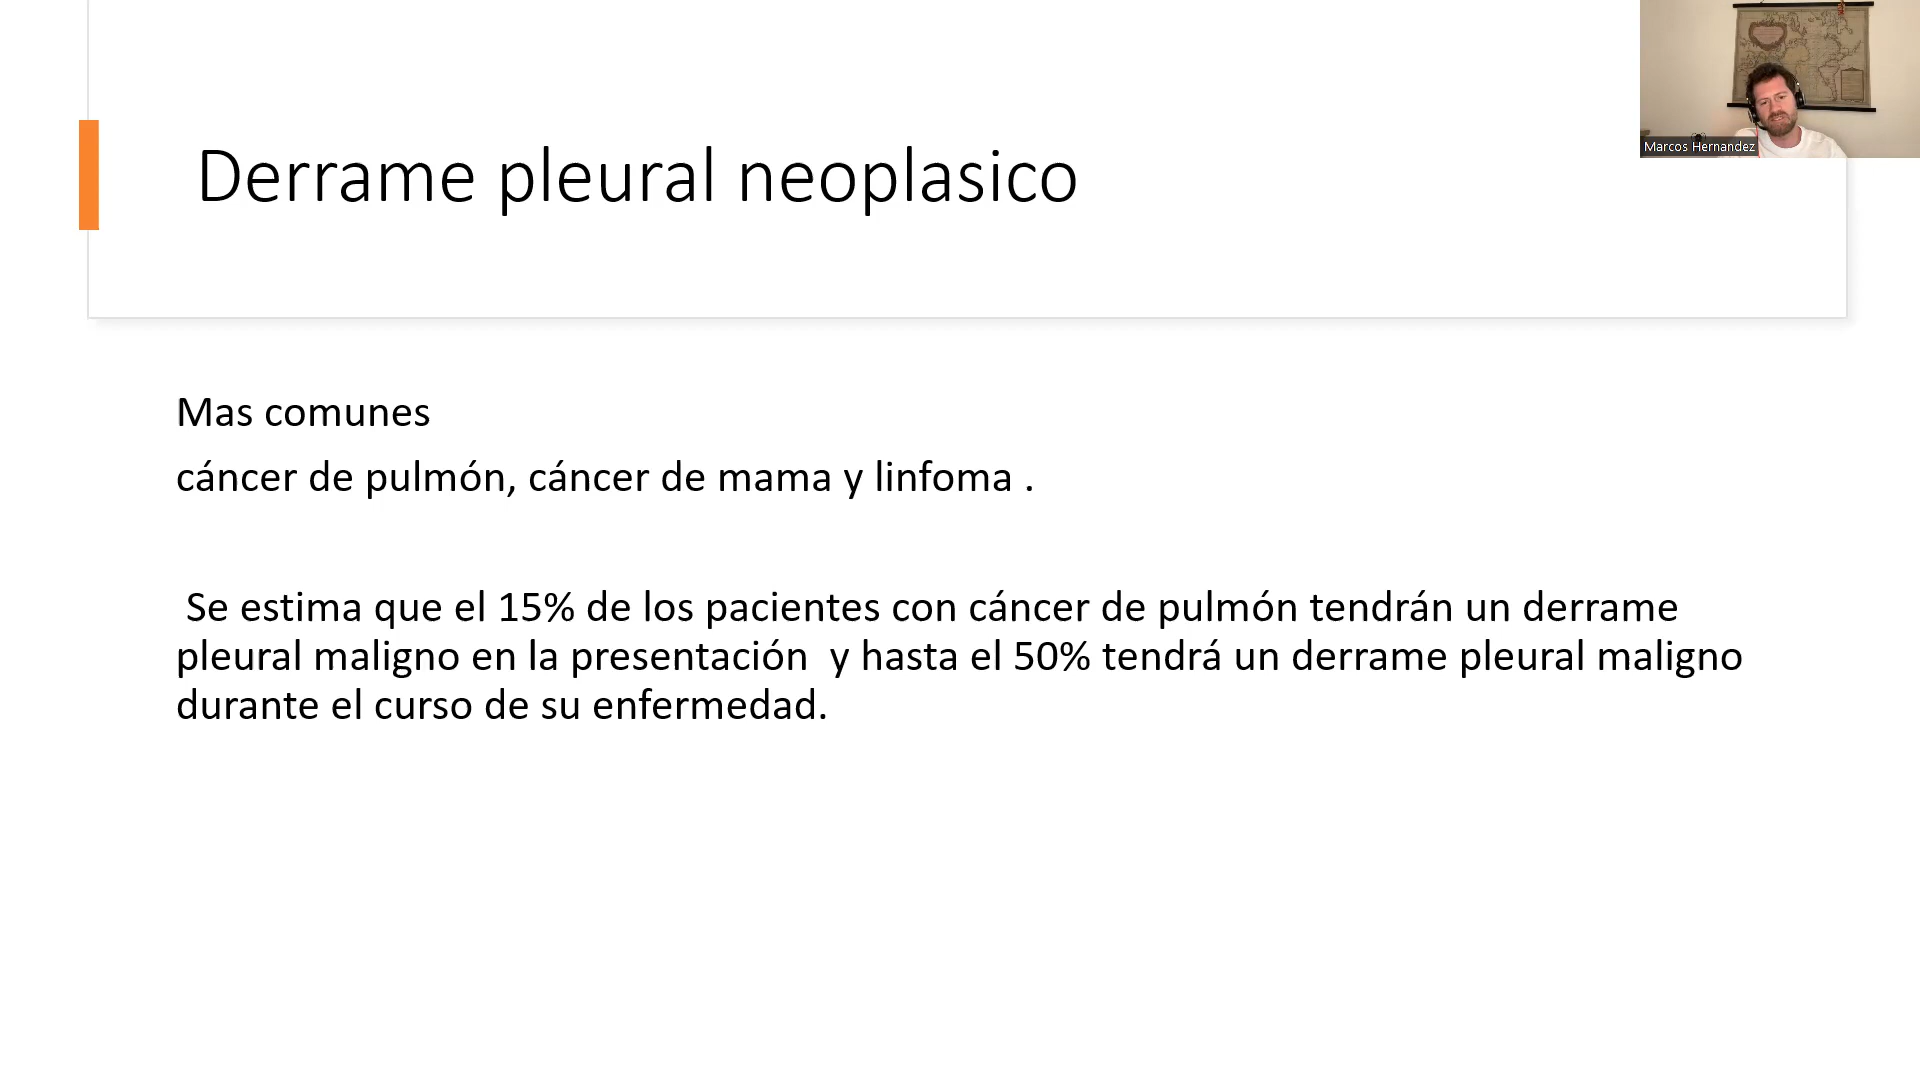 Marcos Hernandez
Derrame pleural neoplasico
Mas comunes
cáncer de pulmón, cáncer de mama y linfoma .
Se estima que el 15% de los pacientes con cáncer de pulmón tendrán un derrame
pleural maligno en la presentación  y hasta el 50% tendrá un derrame pleural maligno
durante el curso de su enfermedad.